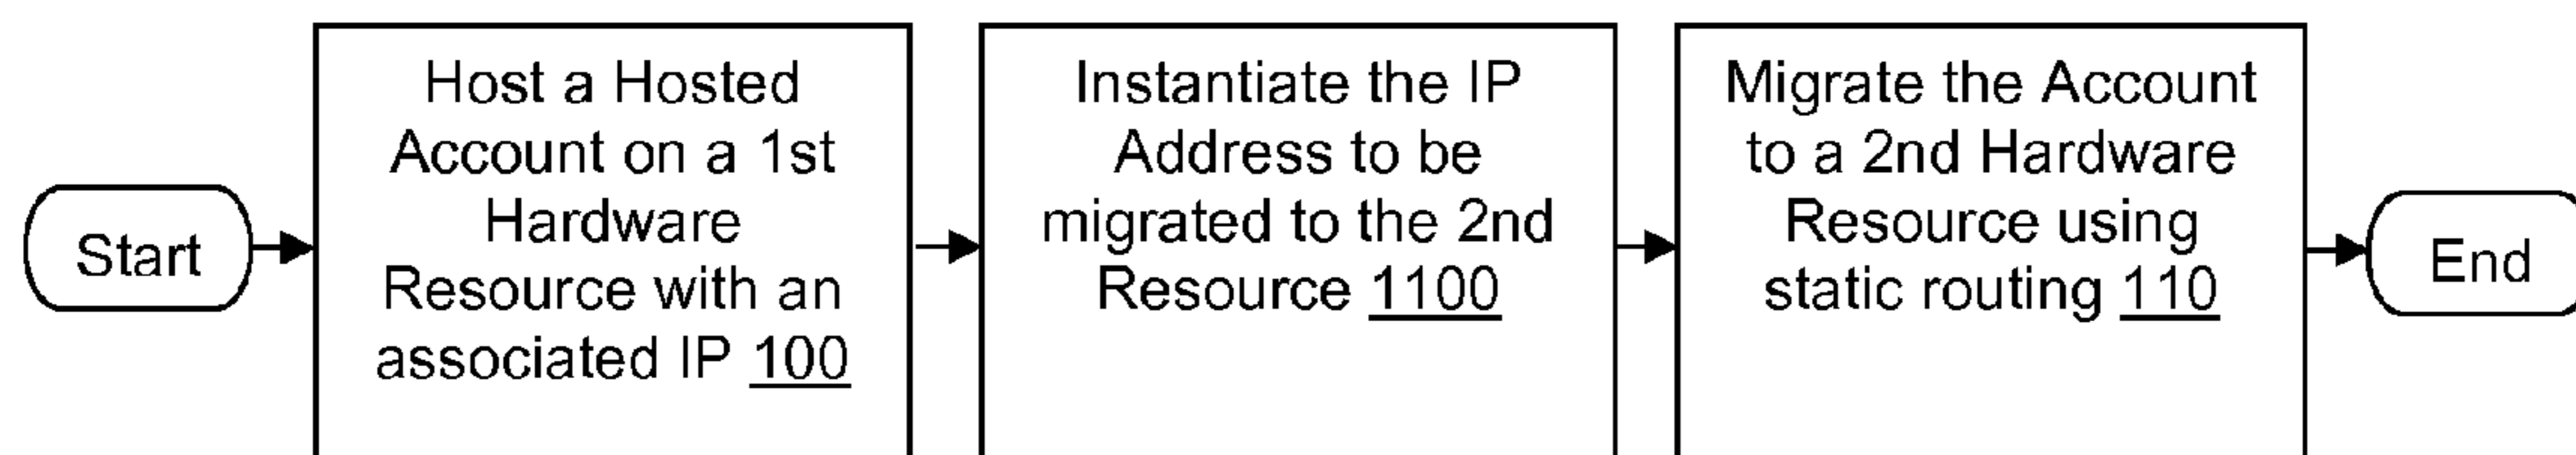 Start
Host a Hosted
Account on a 1st
Hardware
Resource with an
associated IP 100
Instantiate the IP
Address to be
migrated to the 2nd
Resource 1100
Migrate the Account
to a 2nd Hardware
Resource using
static routing 110
End